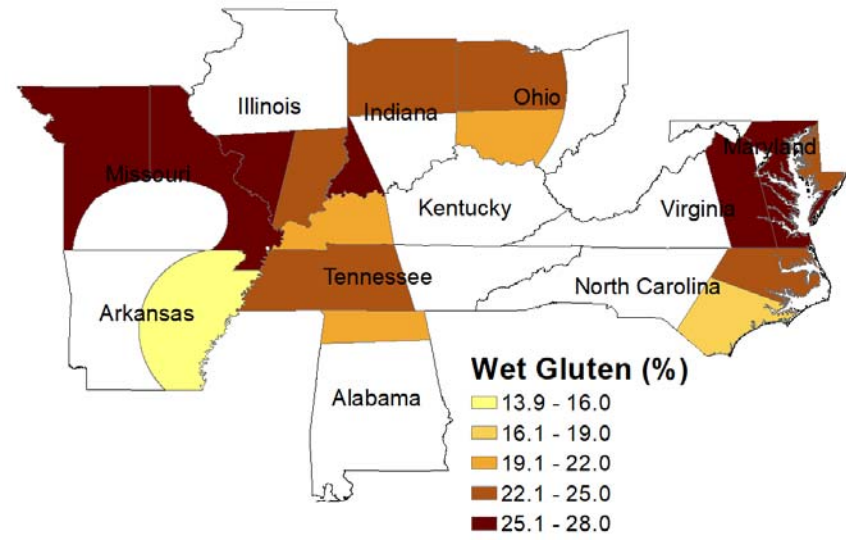 Illinois
Indiana
Ohio
Missouri
Maryland
Kentucky
Virginia
Tennessee
North Carolina
Arkansas
Alabama
Wet Gluten (%)
13.9 - 16.0
16.1 - 19.0
19.1 - 22.0
22.1 - 25.0
25.1 - 28.0